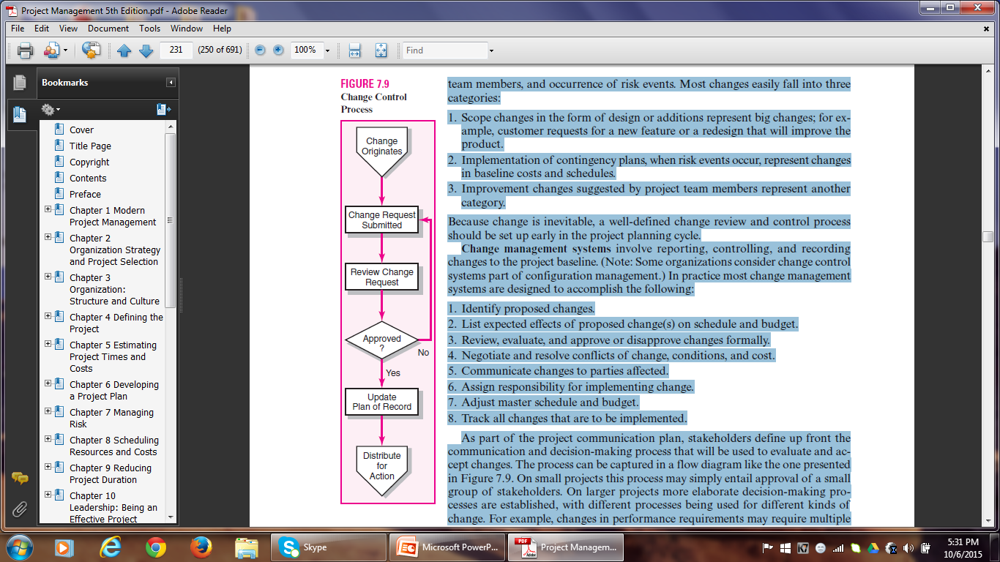 Project Management 5th Edition.pdf - Adobe Reader
File Edit View Document Tools Window Help
231 (250 of 691) 100% Find
Bookmarks
Cover
Title Page
Copyright
Contents
Preface
Chapter 1 Modern
Project Management
Chapter 2
Organization Strategy
and Project Selection
Chapter 3
Organization:
Structure and Culture
Chapter 4 Defining the
Project
Chapter 5 Estimating
Project Times and
Costs
Chapter 6 Developing
a Project Plan
Chapter 7 Managing
Risk
Chapter 8 Scheduling
Resources and Costs
Chapter 9 Reducing
Project Duration
Chapter 10
Leadership: Being an
Effective Project
FIGURE 7.9
Change Control
Process
Change
Originates
Change Request
Submitted
Review Change
Request
Approved
?
No
Yes
Update
Plan of Record
Distribute
for
Action
team members, and occurrence of risk events. Most changes easily fall into three
categories:
1. Scope changes in the form of design or additions represent big changes; for ex-
ample, customer requests for a new feature or a redesign that will improve the
product.
2. Implementation of contingency plans, when risk events occur, represent changes
in baseline costs and schedules.
3. Improvement changes suggested by project team members represent another
category.
Because change is inevitable, a well-defined change review and control process
should be set up early in the project planning cycle.
Change management systems involve reporting, controlling, and recording
changes to the project baseline. (Note: Some organizations consider change control
systems part of configuration management.) In practice most change management
systems are designed to accomplish the following:
1. Identify proposed changes.
2. List expected effects of proposed change(s) on schedule and budget.
3. Review, evaluate, and approve or disapprove changes formally.
4. Negotiate and resolve conflicts of change, conditions, and cost.
5. Communicate changes to parties affected.
6. Assign responsibility for implementing change.
7. Adjust master schedule and budget.
8. Track all changes that are to be implemented.
As part of the project communication plan, stakeholders define up front the
communication and decision-making process that will be used to evaluate and ac-
cept changes. The process can be captured in a flow diagram like the one presented
in Figure 7.9. On small projects this process may simply entail approval of a small
group of stakeholders. On larger projects more elaborate decision-making pro-
cesses are established, with different processes being used for different kinds of
change. For example, changes in performance requirements may require multiple
Skype
Microsoft PowerP...
PDF
Adobe
Project Managem...
5:31 PM
10/6/2015